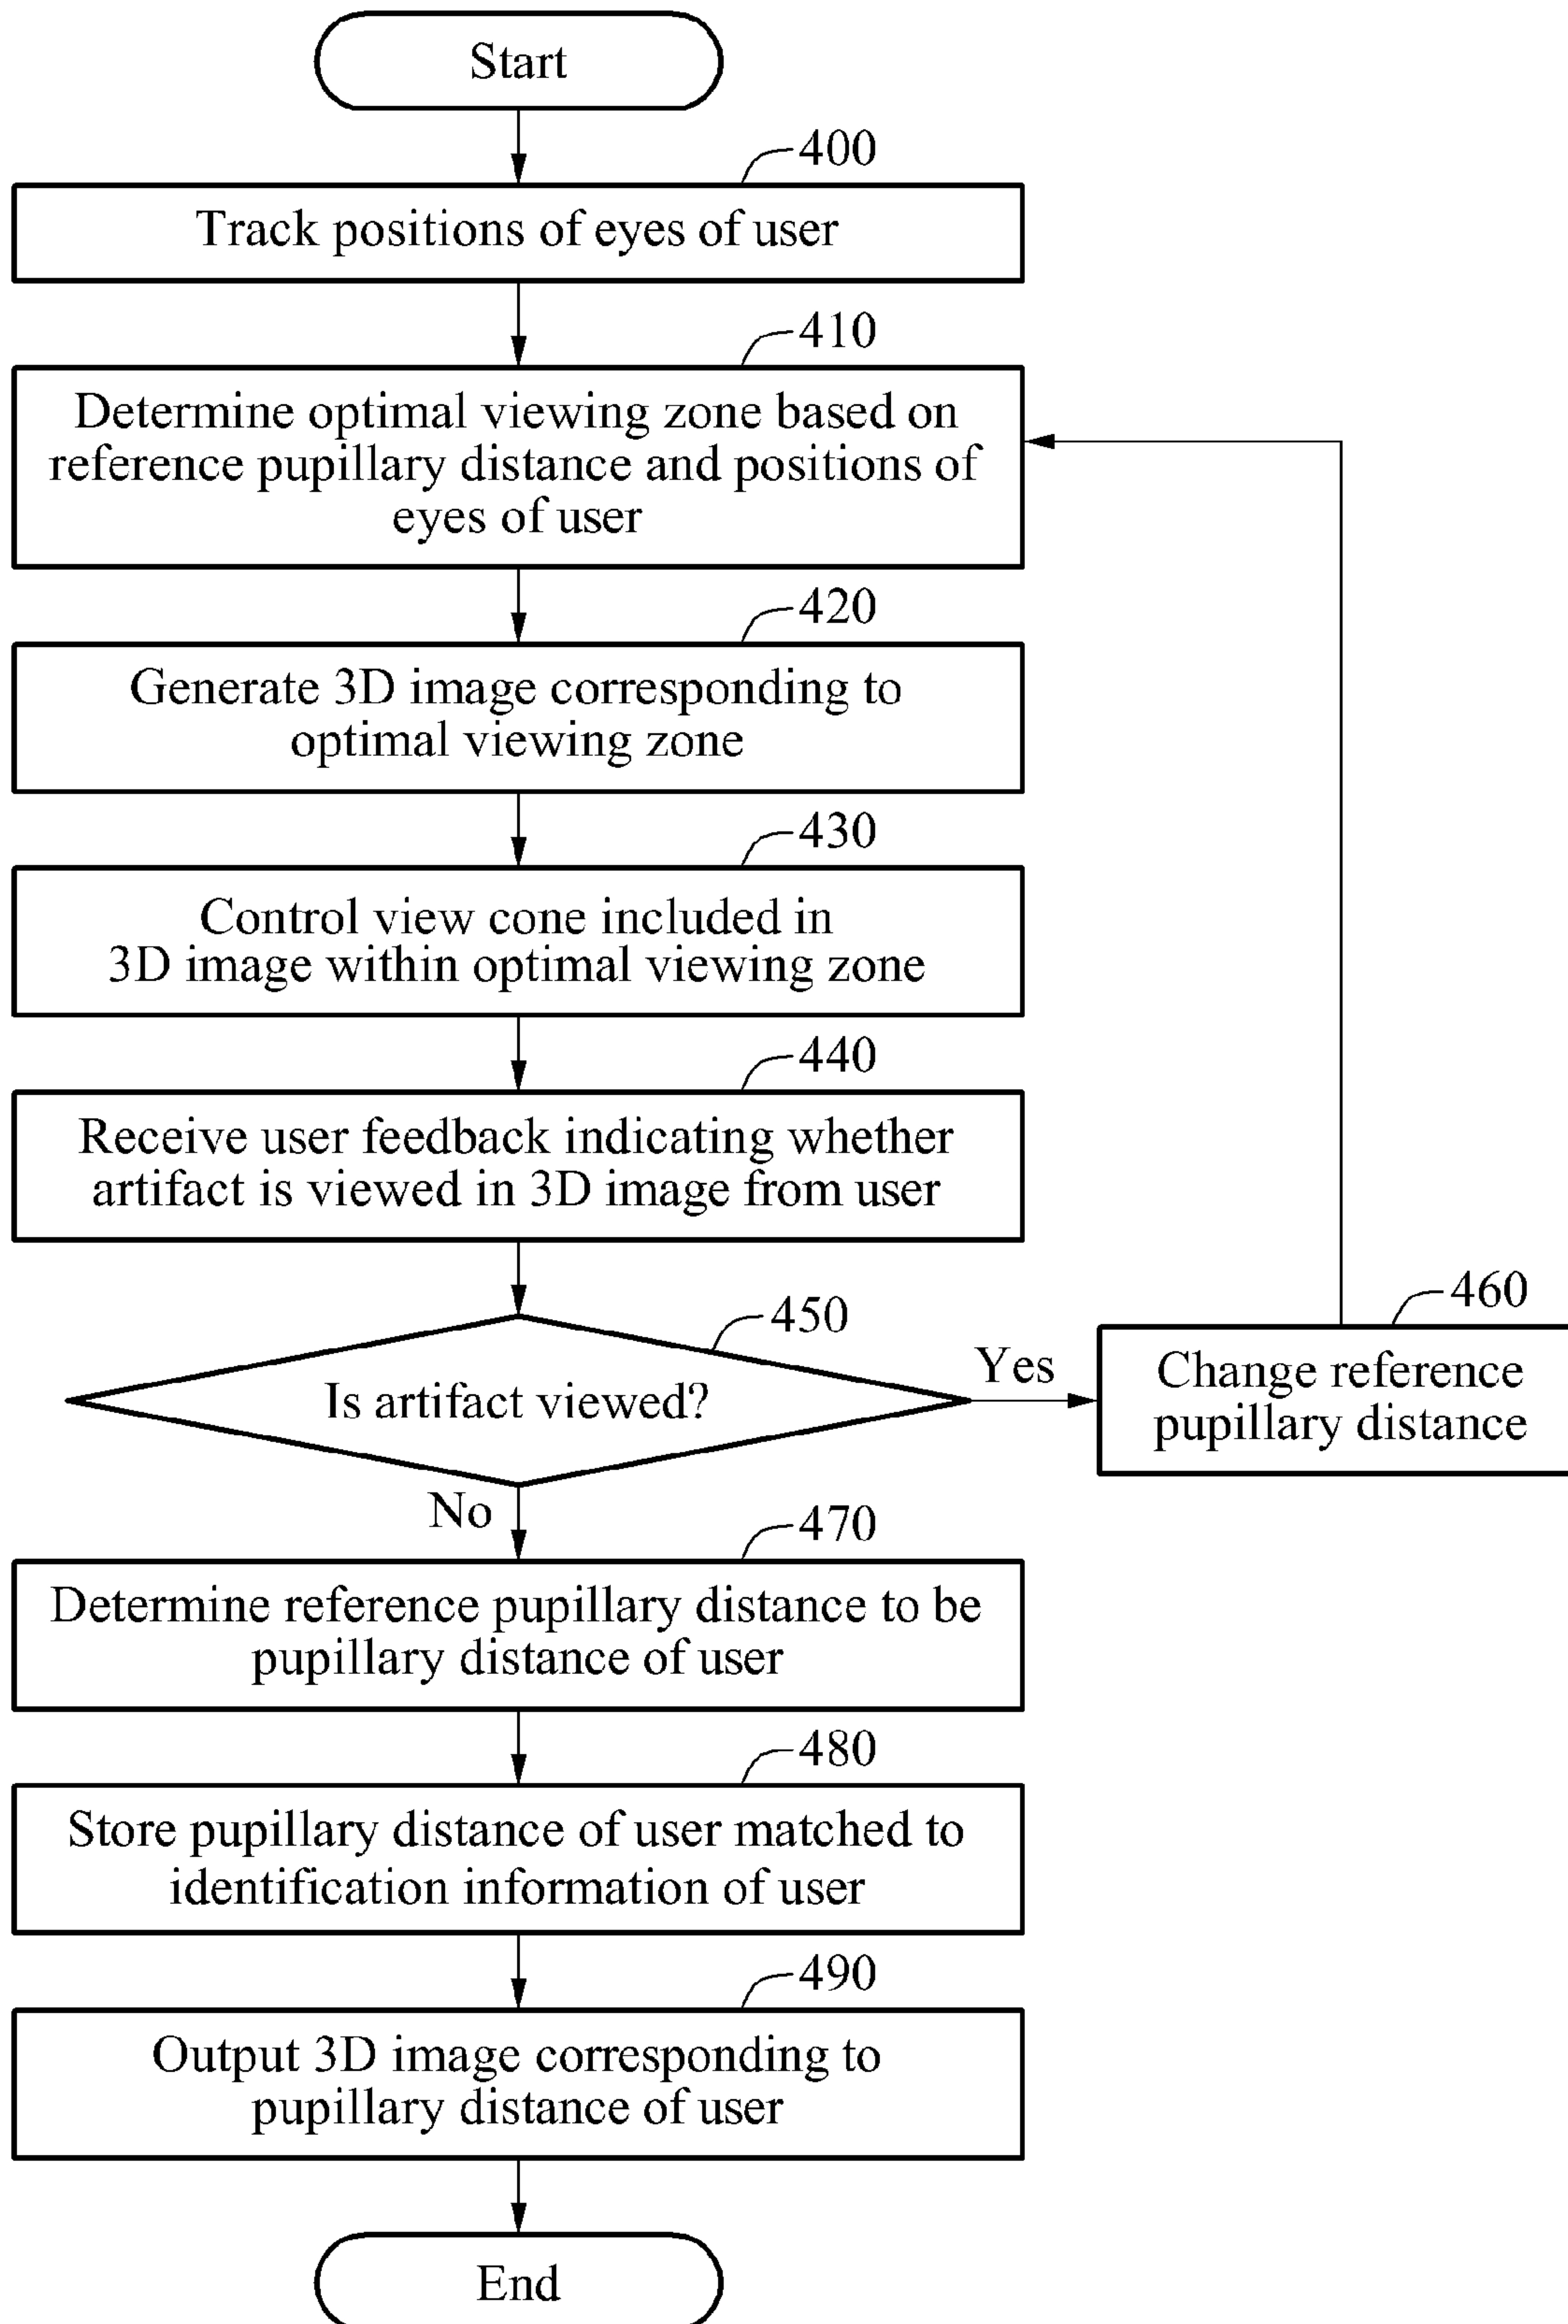 Start
400
Track positions of eyes of user
410
Determine optimal viewing zone based on
reference pupillary distance and positions of
eyes of user
420
Generate 3D image corresponding to
optimal viewing zone
430
Control view cone included in
3D image within optimal viewing zone
440
Receive user feedback indicating whether
artifact is viewed in 3D image from user
450
Is artifact viewed?
Yes
460
Change reference
pupillary distance
No
470
Determine reference pupillary distance to be
pupillary distance of user
480
Store pupillary distance of user matched to
identification information of user
490
Output 3D image corresponding to
pupillary distance of user
End